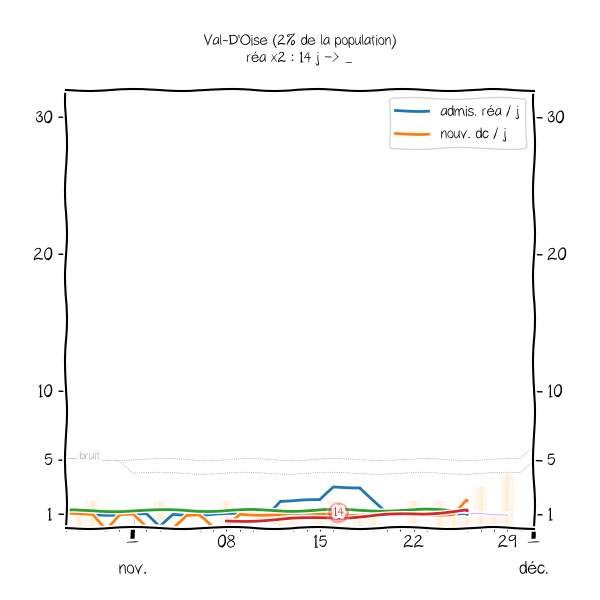 Val-D'Oise (2% de la population)
réa x2 : 14 j -> _
admis. réa / j
nouv. dc / j
30
30
20
20
10
10
bruit
5
5
14
1
1
08
15
22
29
nov.
déc.